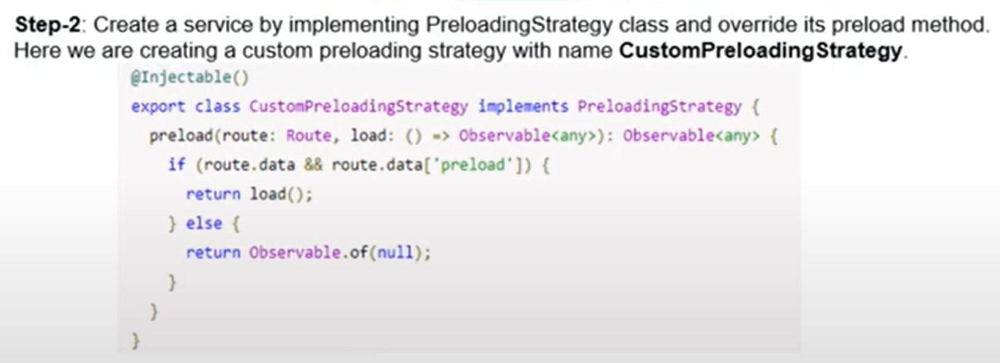 Step-2: Create a service by implementing PreloadingStrategy class and override its preload method.
Here we are creating a custom preloading strategy with name CustomPreloadingStrategy.
@Injectable()
export class CustomPreloadingStrategy implements PreloadingStrategy {
  preload(route: Route, load: () => Observable<any>): Observable<any> {
    if (route.data && route.data['preload']) {
      return load();
    } else {
      return Observable.of(null);
    }
  }
}